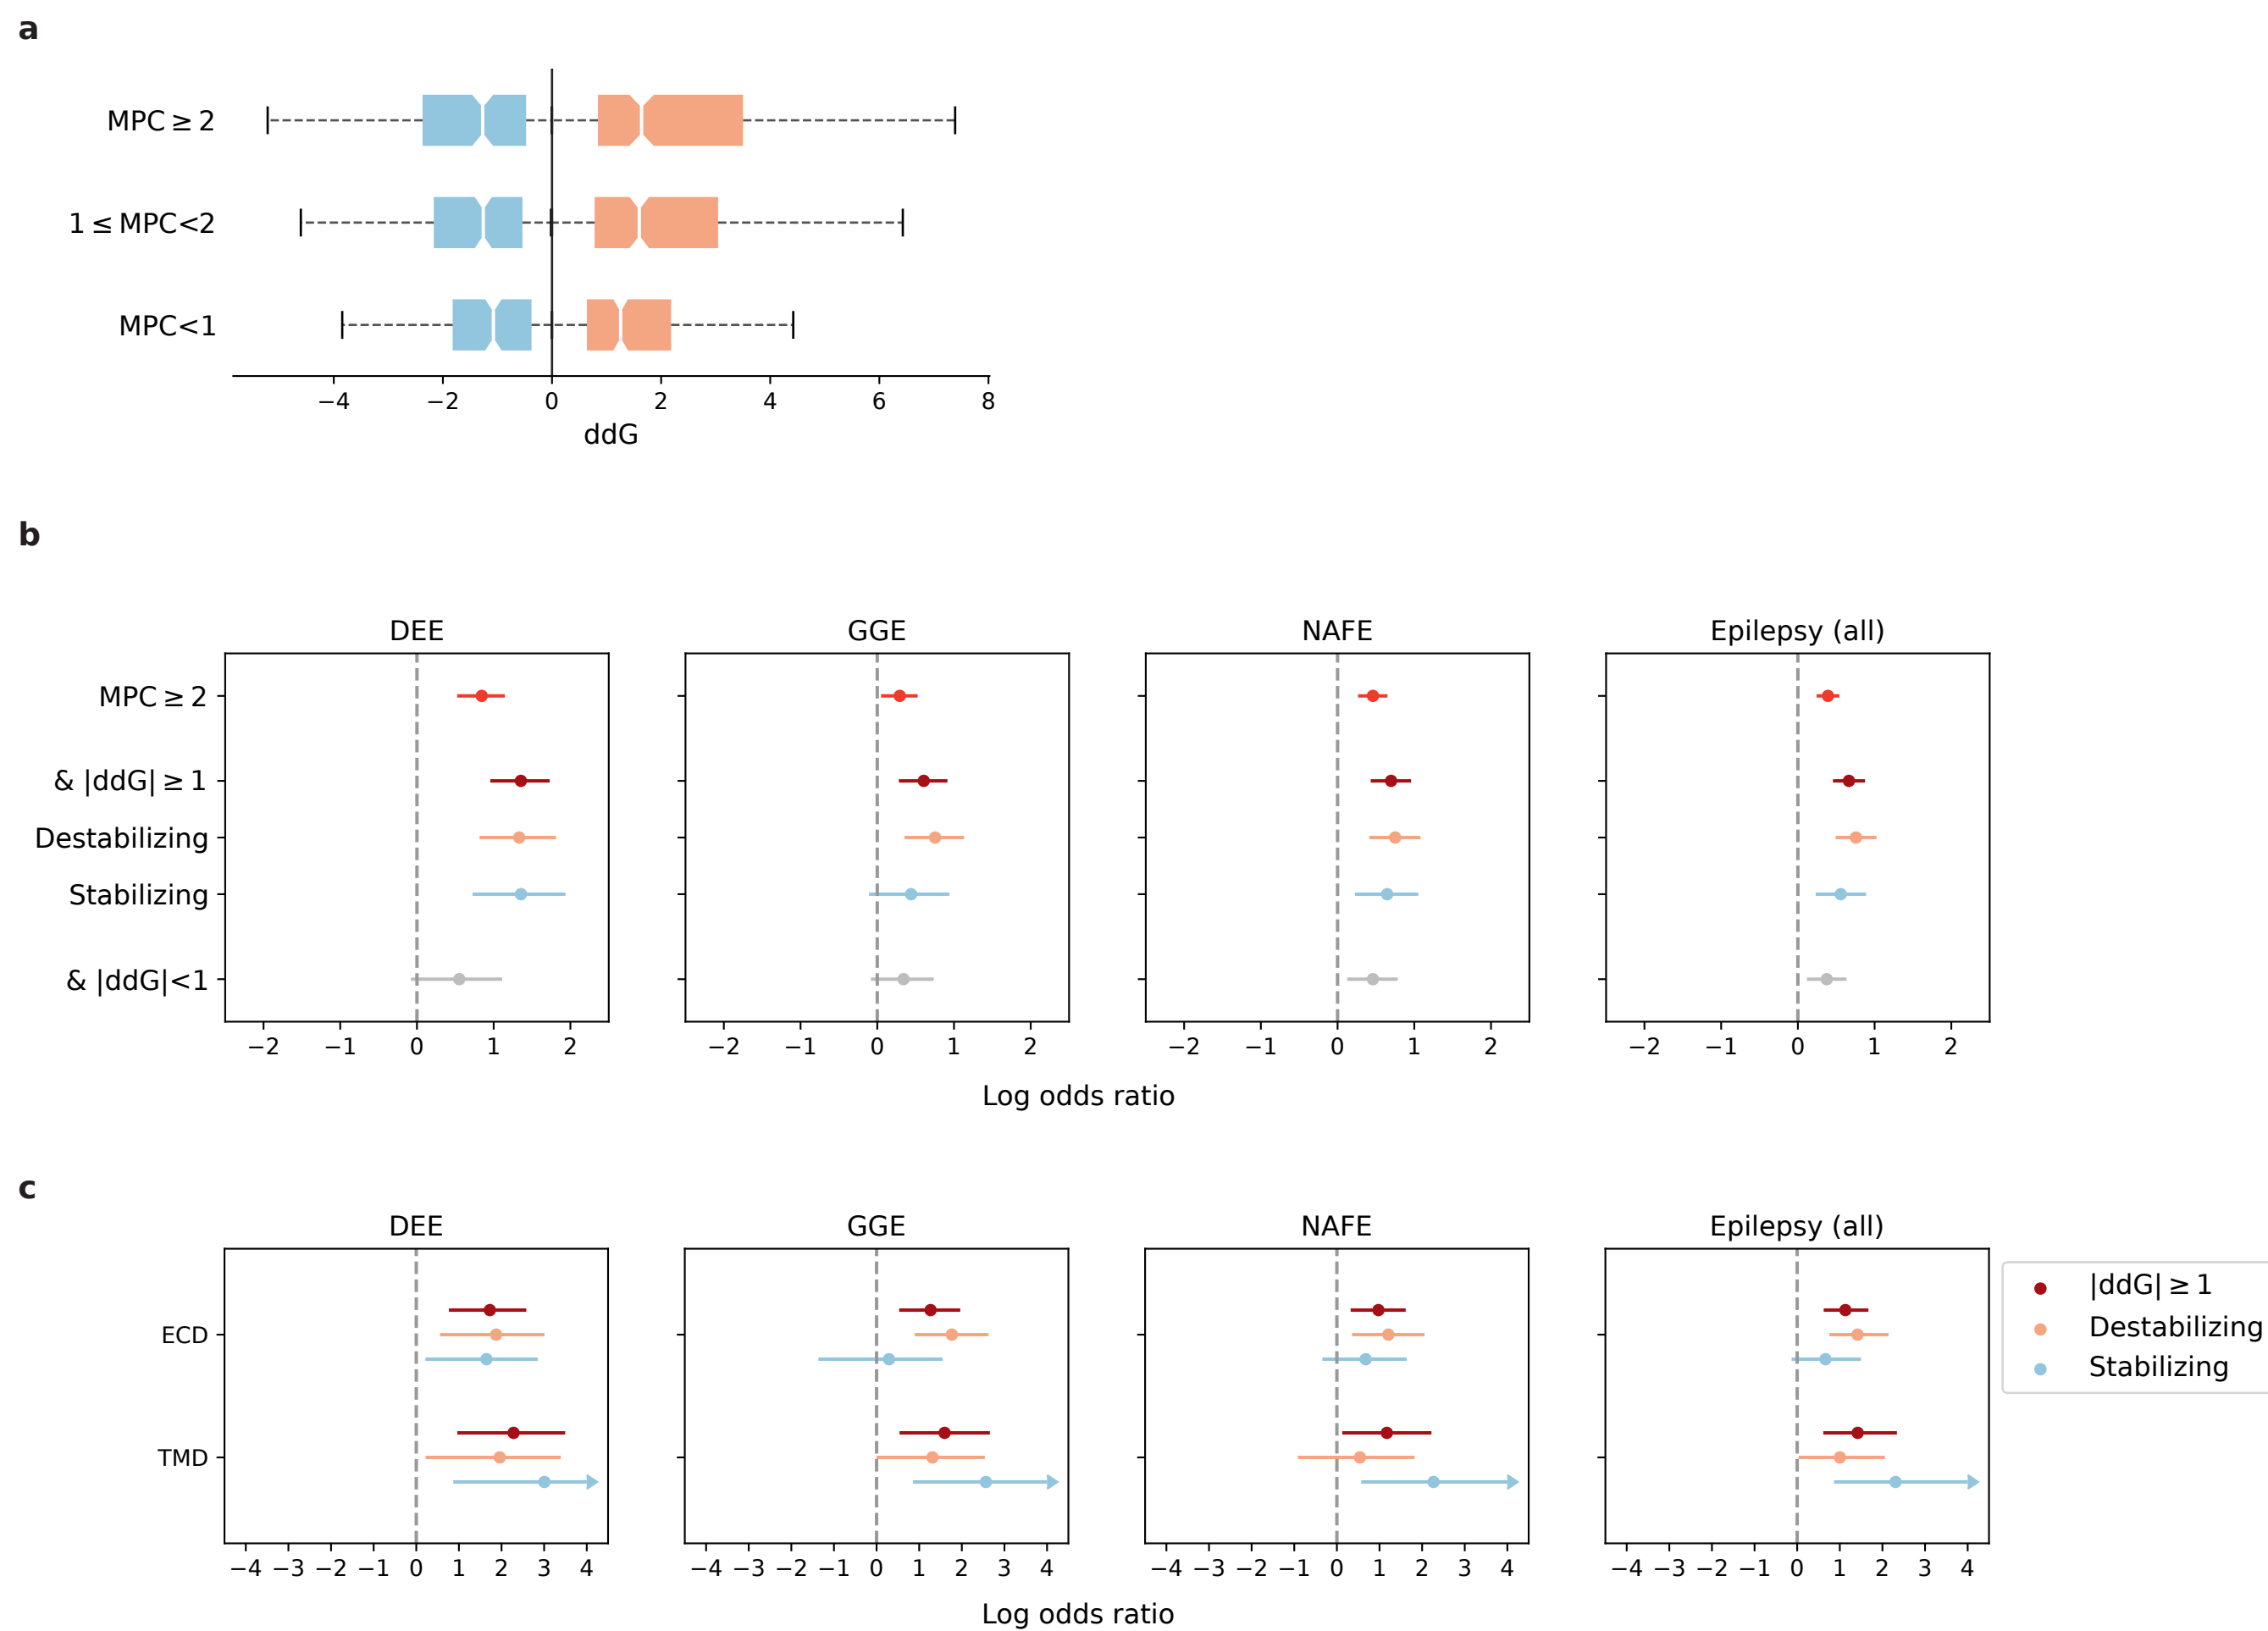 a
MPC ≥ 2
1 ≤ MPC<2
MPC<1
−4 −2 0 2 4 6 8
ddG
b
DEE GGE NAFE Epilepsy (all)
MPC ≥ 2
& |ddG| ≥ 1
Destabilizing
Stabilizing
& |ddG|<1
−2 −1 0 1 2 −2 −1 0 1 2 −2 −1 0 1 2 −2 −1 0 1 2
Log odds ratio
c
DEE GGE NAFE Epilepsy (all)
|ddG| ≥ 1
Destabilizing
Stabilizing
ECD
TMD
−4 −3 −2 −1 0 1 2 3 4 −4 −3 −2 −1 0 1 2 3 4 −4 −3 −2 −1 0 1 2 3 4 −4 −3 −2 −1 0 1 2 3 4
Log odds ratio